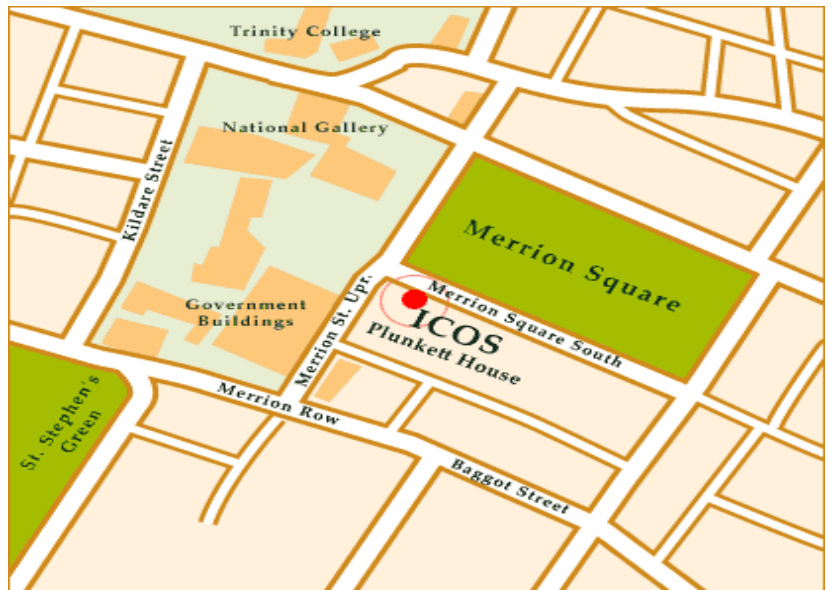 Trinity College
National Gallery
Kildare Street
Merrion Square
Government
Buildings
Merrion St. Upr.
Merrion Square South
ICOS
Plunkett House
Merrion Row
St. Stephen's
Green
Baggot Street